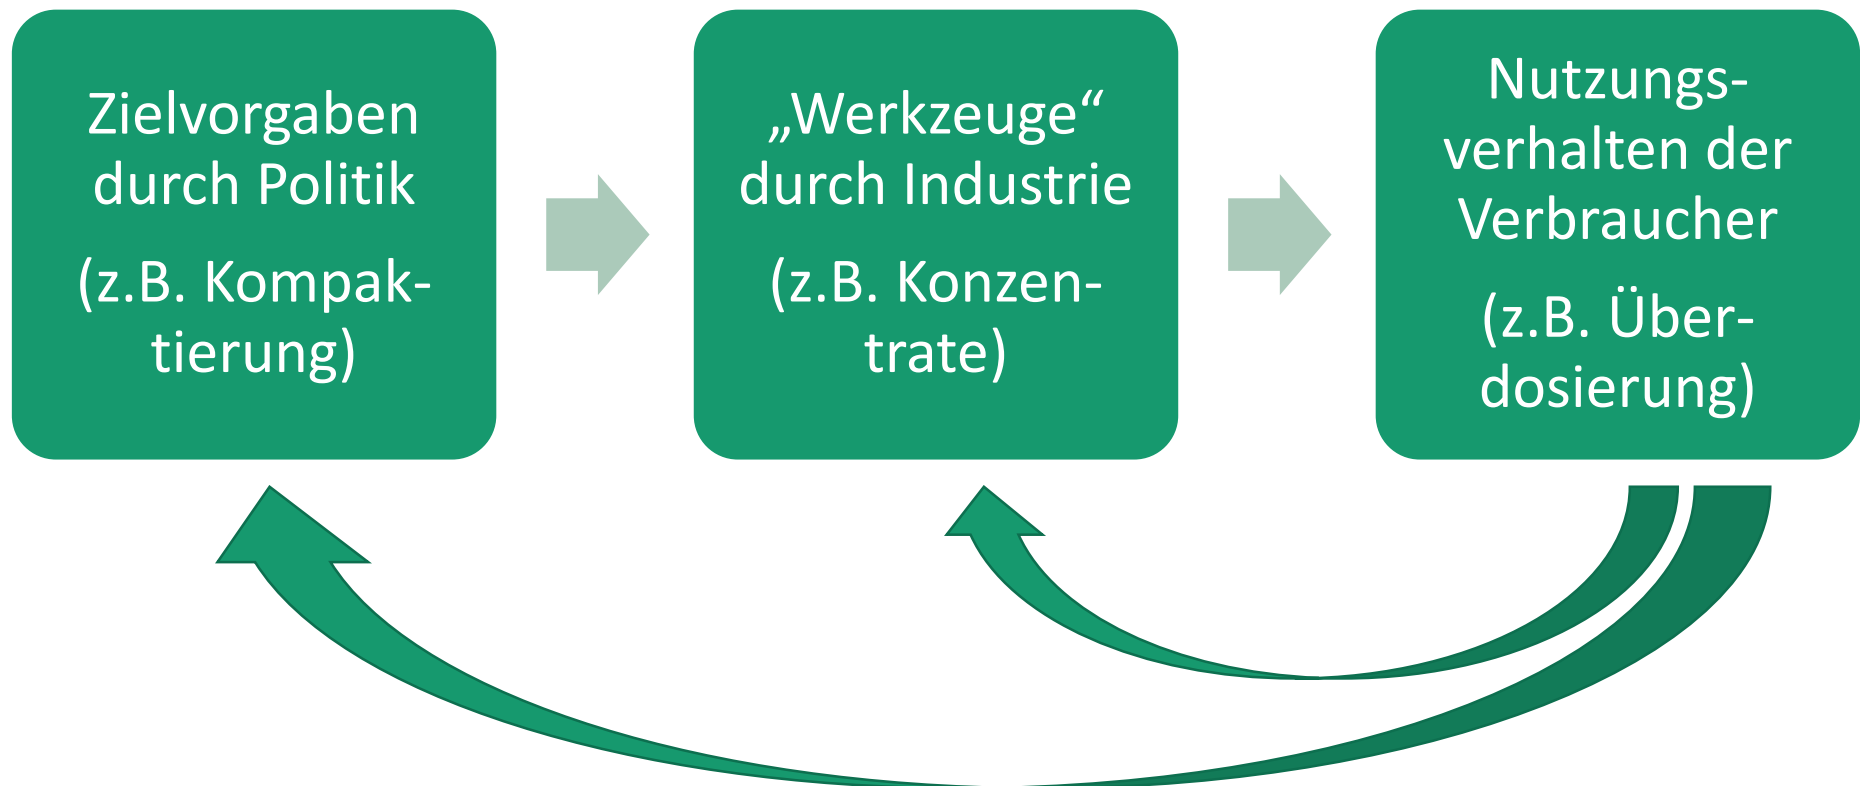 Zielvorgaben
durch Politik
(z.B. Kompak-
tierung)
„Werkzeuge“
durch Industrie
(z.B. Konzen-
trate)
Nutzungs-
verhalten der
Verbraucher
(z.B. Über-
dosierung)